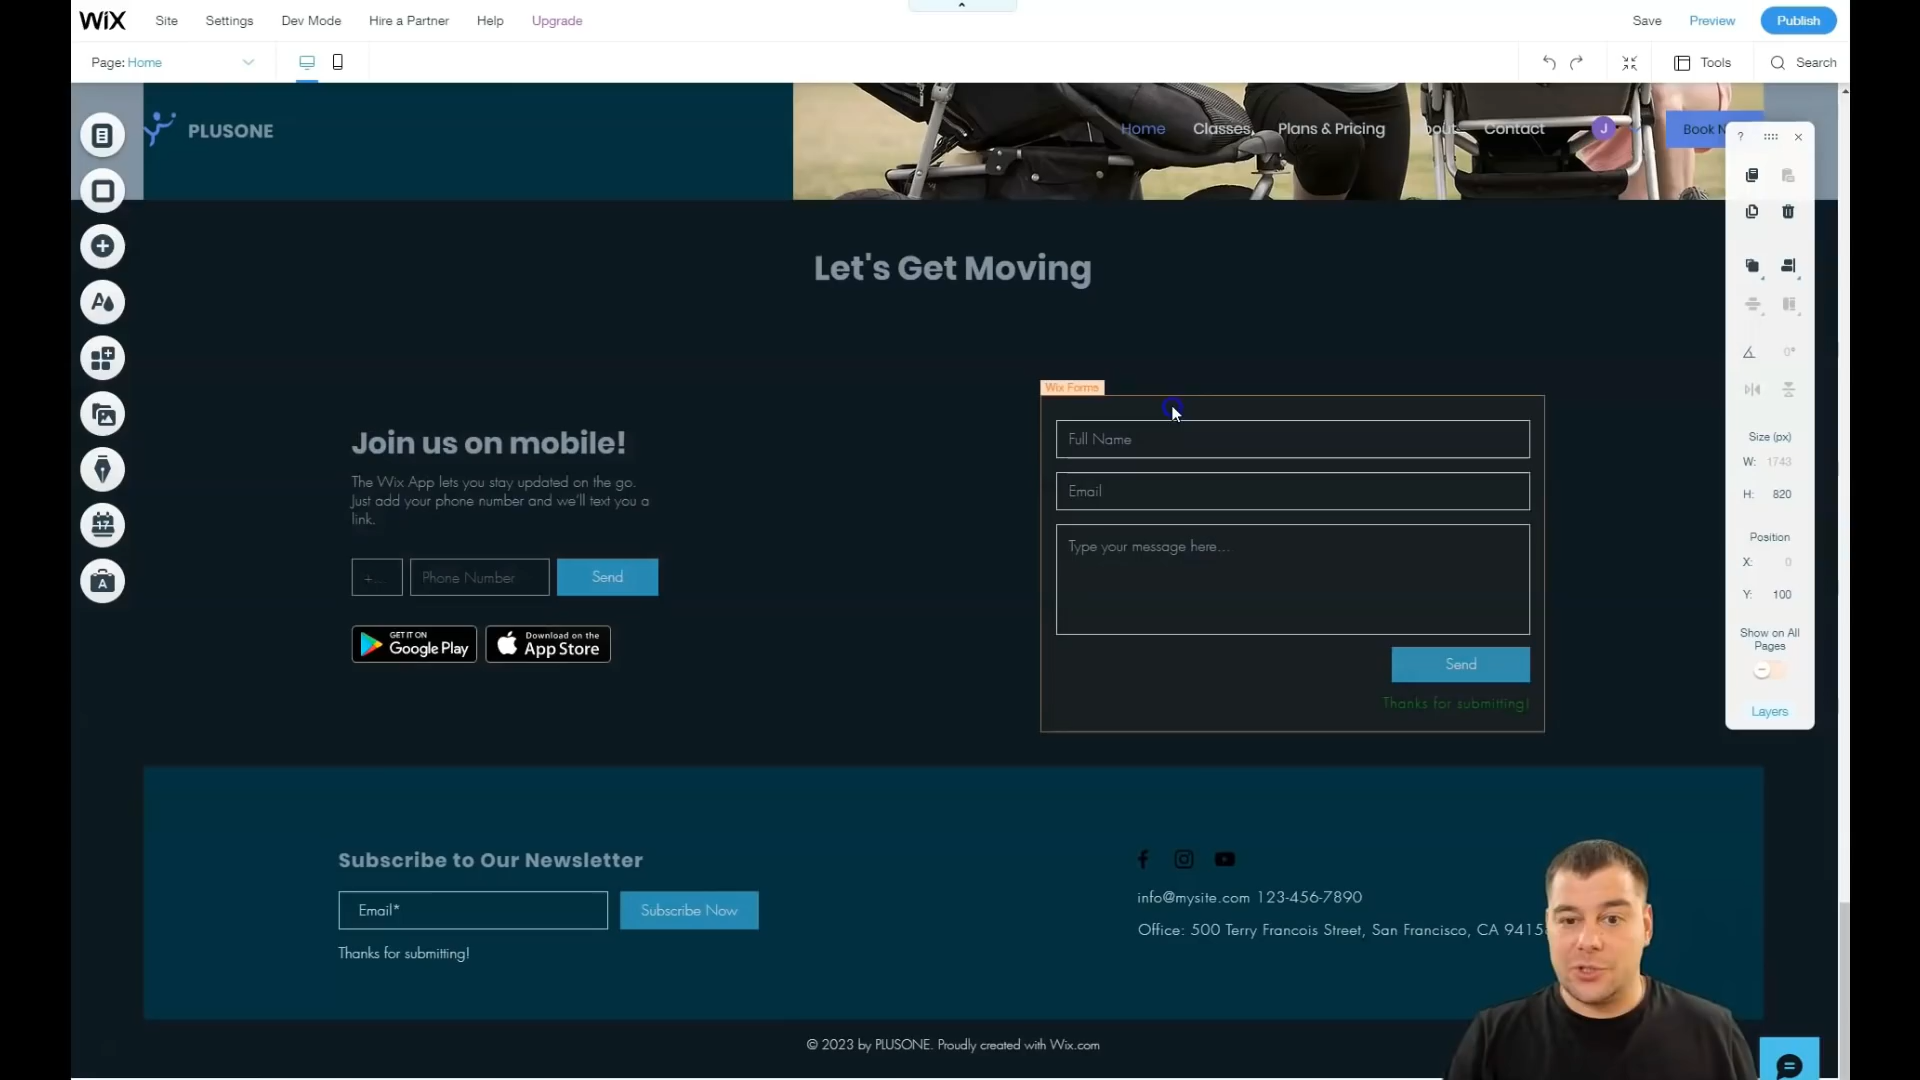 WIX Site Settings Dev Mode Hire a Partner Help Upgrade Save Preview Publish
Page: Home Tools Search
PLUSONE Home Classes Plans & Pricing Contact J Book
Let's Get Moving
Wix Forms
Full Name
Email
Type your message here...
Send
Thanks for submitting!
Join us on mobile!
The Wix App lets you stay updated on the go.
Just add your phone number and we'll text you a
link.
+... Phone Number Send
GET IT ON
Google Play
Download on the
App Store
?
0°
Size (px)
W: 1743
H: 820
Position
X: 0
Y: 100
Show on All
Pages
Layers
17
A
Subscribe to Our Newsletter
Email* Subscribe Now
Thanks for submitting!
info@mysite.com 123-456-7890
Office: 500 Terry Francois Street, San Francisco, CA 9415
© 2023 by PLUSONE. Proudly created with Wix.com